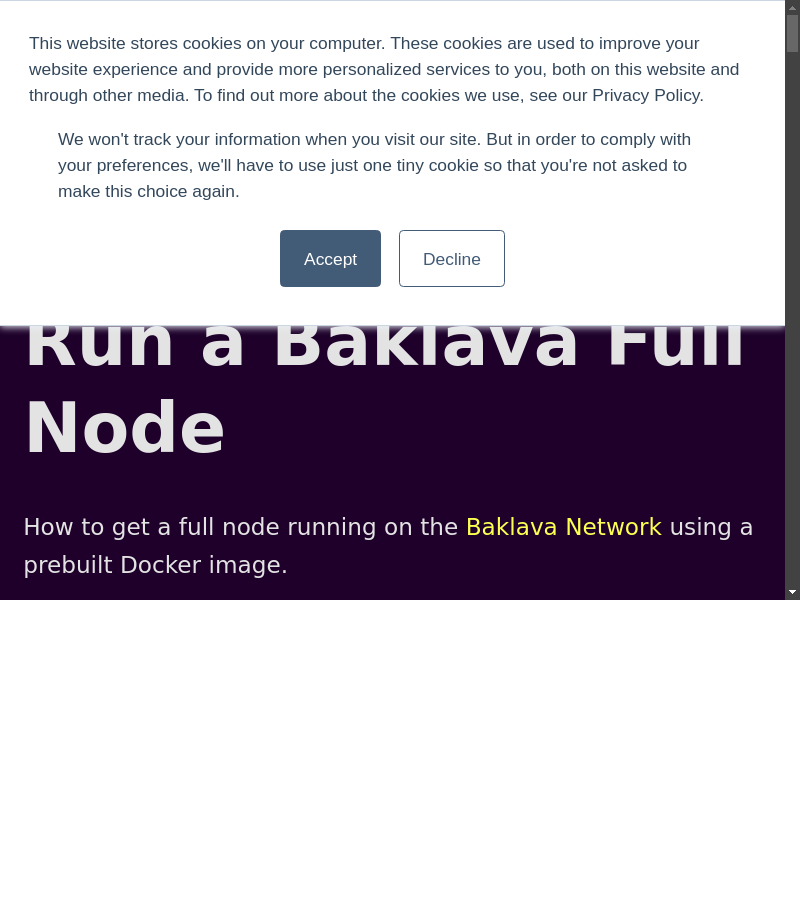 This website stores cookies on your computer. These cookies are used to improve your
website experience and provide more personalized services to you, both on this website and
through other media. To find out more about the cookies we use, see our Privacy Policy.
We won't track your information when you visit our site. But in order to comply with
your preferences, we'll have to use just one tiny cookie so that you're not asked to
make this choice again.
Accept Decline
Run a Baklava Full
Node
How to get a full node running on the Baklava Network using a
prebuilt Docker image.